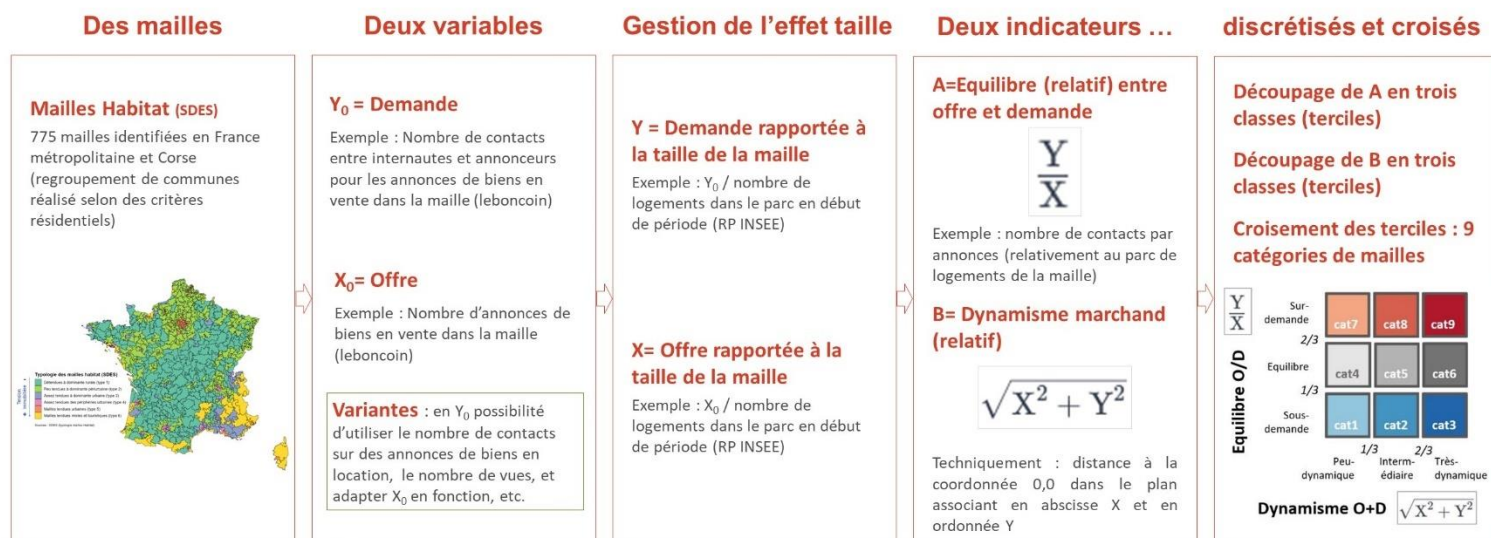 Des mailles
Mailles Habitat (SDES)
775 mailles identifiées en France
métropolitaine et Corse
(regroupement de communes
réalisé selon des critères
résidentiels)
Typologie des mailles habitat (SDES)
Deux variables
Y₀ = Demande
Exemple : Nombre de contacts
entre internautes et annonceurs
pour les annonces de biens en
vente dans la maille (leboncoin)
X₀= Offre
Exemple : Nombre d’annonces de
biens en vente dans la maille
(leboncoin)
Variantes : en Y₀ possibilité
d’utiliser le nombre de contacts
sur des annonces de biens en
location, le nombre de vues, et
adapter X₀ en fonction, etc.
Gestion de l’effet taille
Y = Demande rapportée à
la taille de la maille
Exemple : Y₀ / nombre de
logements dans le parc en début
de période (RP INSEE)
X= Offre rapportée à la
taille de la maille
Exemple : X₀ / nombre de
logements dans le parc en début
de période (RP INSEE)
Deux indicateurs …
A=Equilibre (relatif) entre
offre et demande
Y
X
Exemple : nombre de contacts par
annonces (relativement au parc de
logements de la maille)
B= Dynamisme marchand
(relatif)
√X² + Y²
Techniquement : distance à la
coordonnée 0,0 dans le plan
associant en abscisse X et en
ordonnée Y
discrétisés et croisés
Découpage de A en trois
classes (terciles)
Découpage de B en trois
classes (terciles)
Croisement des terciles : 9
catégories de mailles
Y
X
Equilibre O/D
Sur-
demande
cat7 cat8 cat9
2/3
Equilibre
cat4 cat5 cat6
1/3
Sous-
demande
cat1 cat2 cat3
1/3 2/3
Peu- Interm- Très-
dynamique édiaire dynamique
Dynamisme O+D √X² + Y²